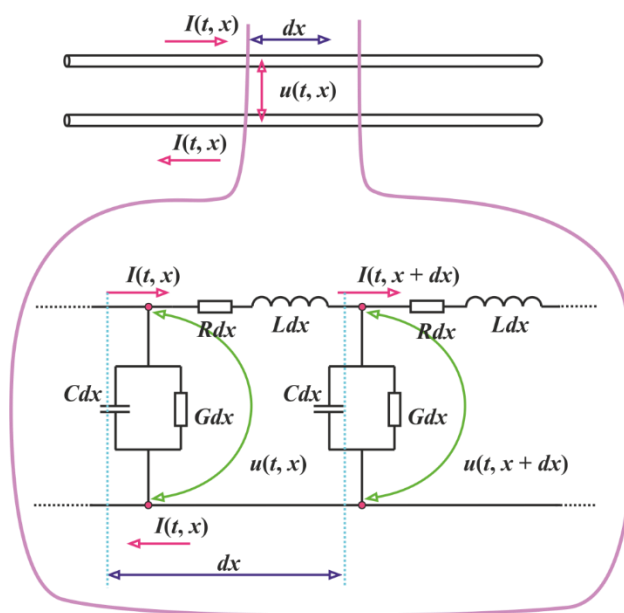 I(t, x)
dx
u(t, x)
I(t, x)
I(t, x)
I(t, x + dx)
Rdx
Ldx
Rdx
Ldx
Cdx
Gdx
Cdx
Gdx
u(t, x)
u(t, x + dx)
I(t, x)
dx